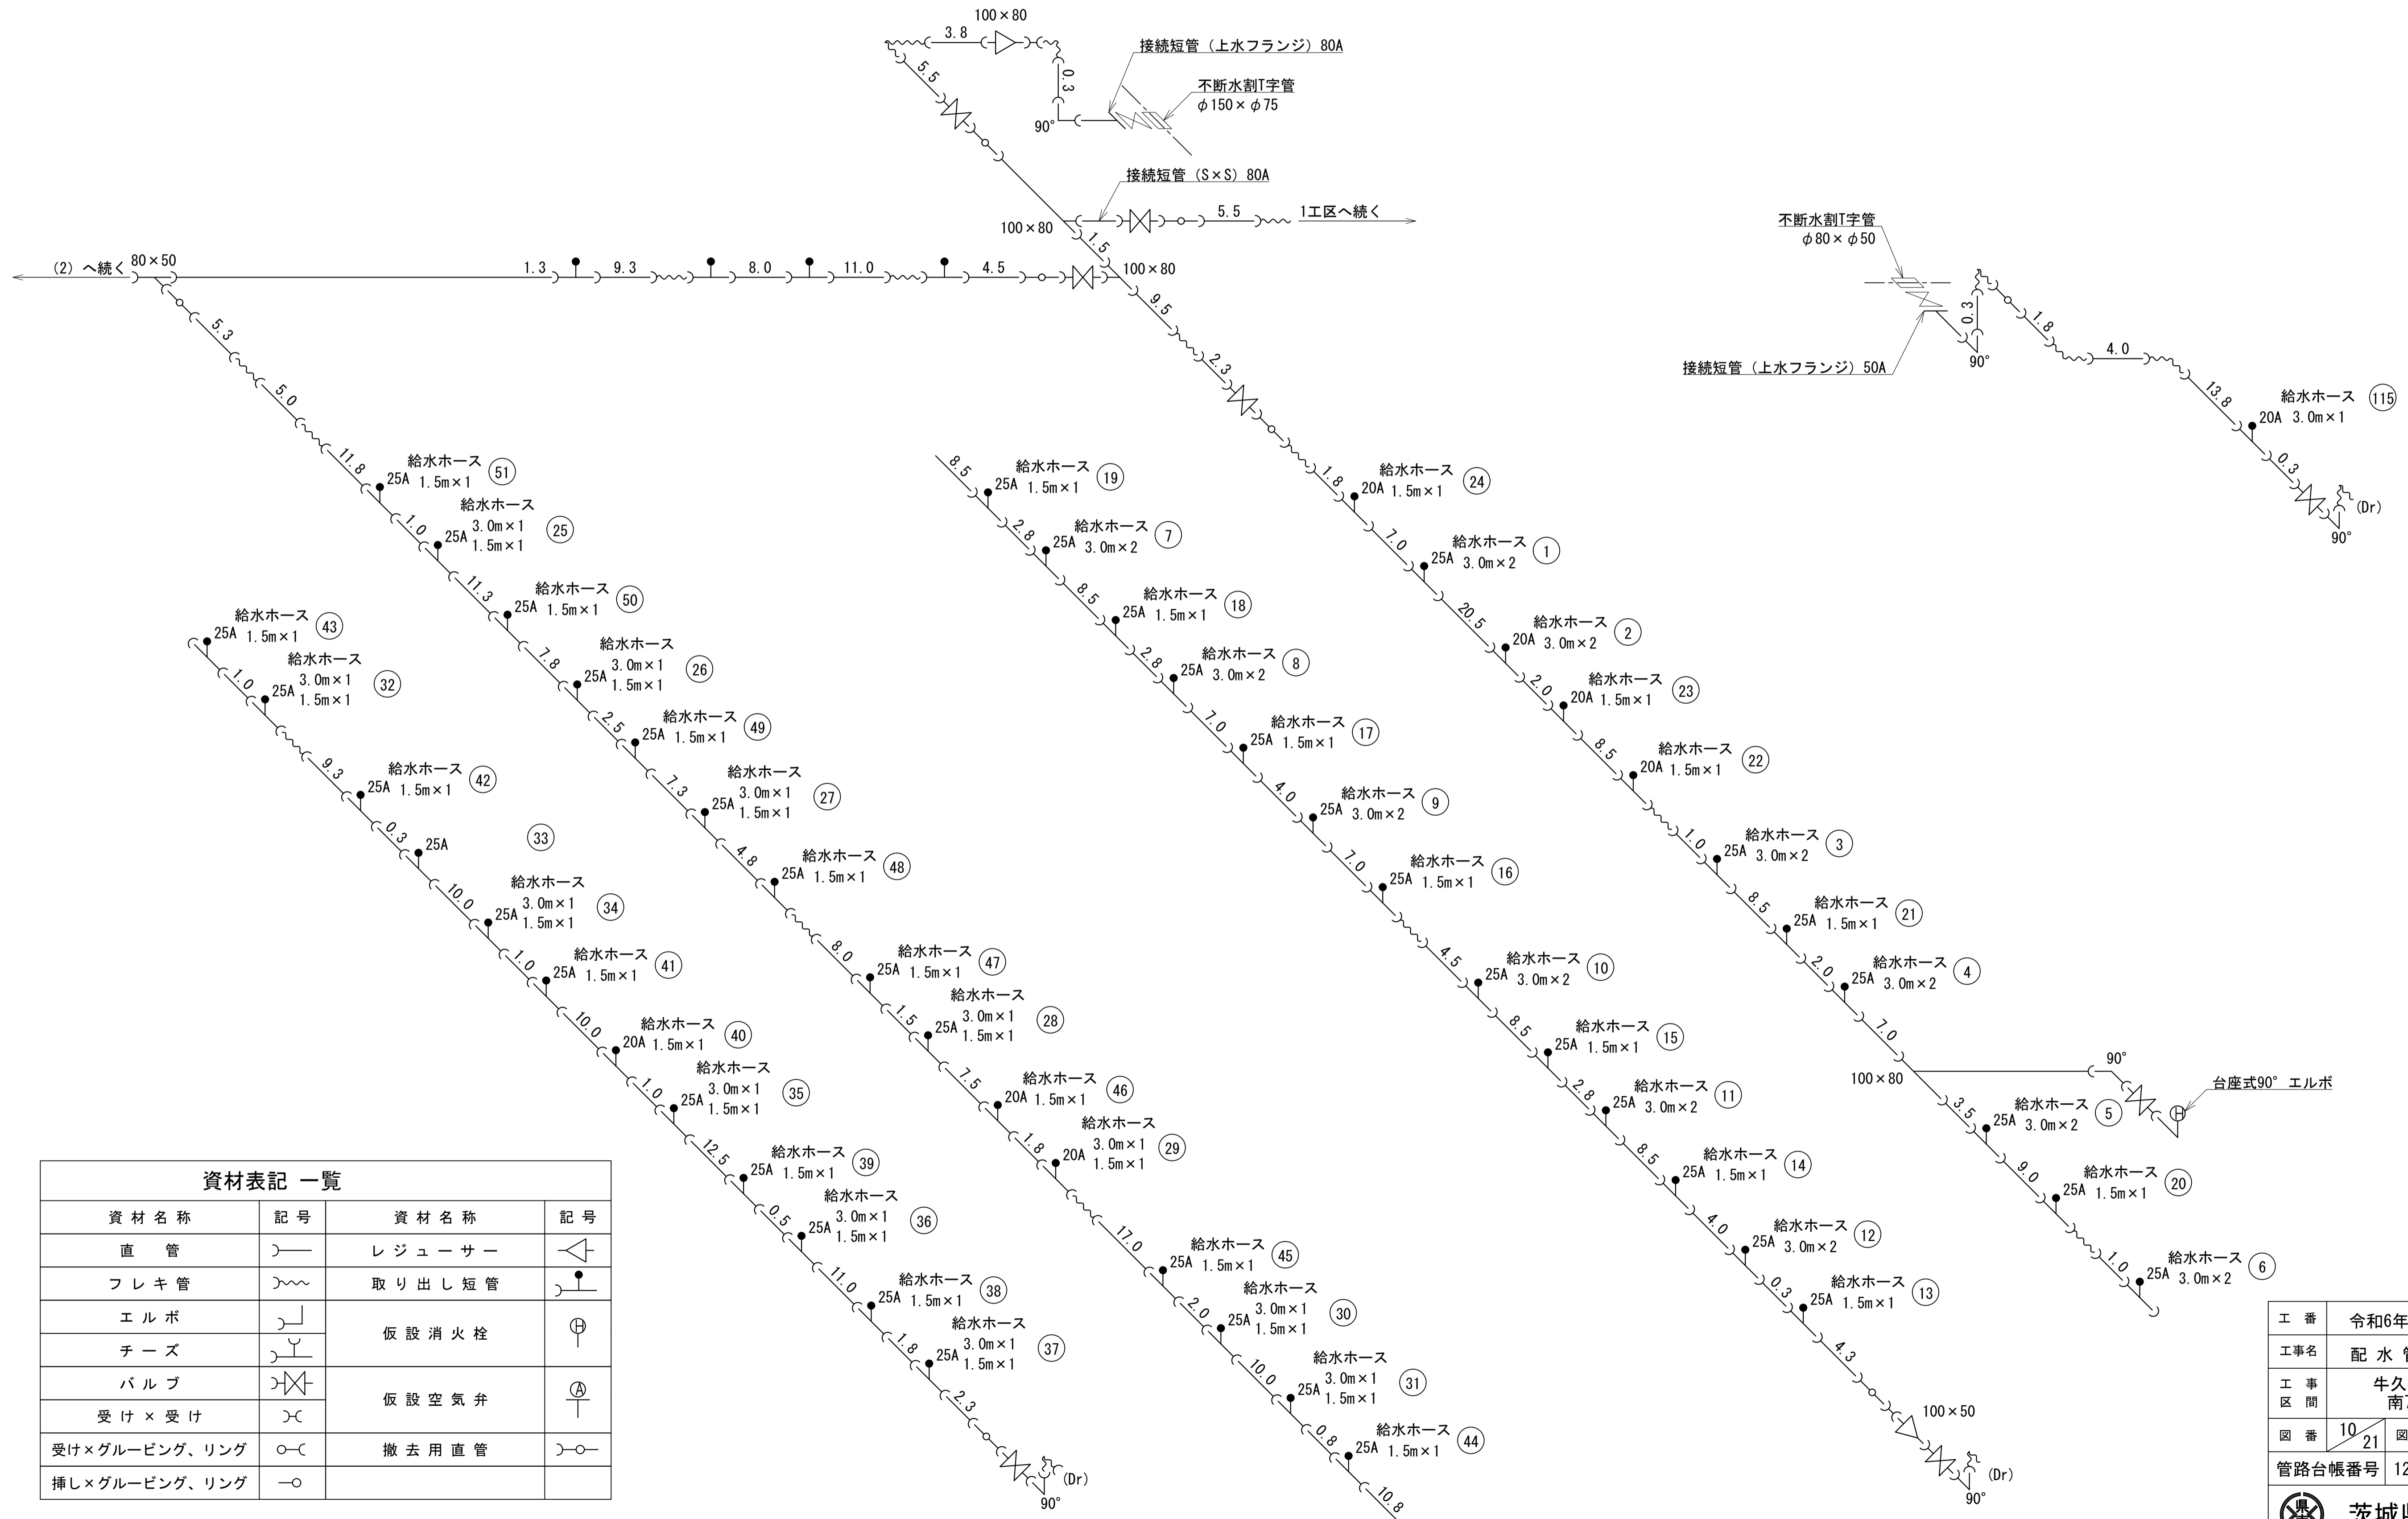 100×80
3.8
接続短管（上水フランジ）80A
5.5
0.3
不断水割T字管
φ150×φ75
90°
接続短管（S×S）80A
5.5
1工区へ続く
100×80
1.5
（2）へ続く
80×50
1.3
9.3
8.0
11.0
4.5
100×80
不断水割T字管
φ80×φ50
0.3
1.8
接続短管（上水フランジ）50A
90°
4.0
13.8
給水ホース
20A 3.0m×1
115
0.3
(Dr)
90°
9.5
2.3
1.8
給水ホース
20A 1.5m×1
24
7.0
給水ホース
25A 3.0m×2
1
20.5
給水ホース
20A 3.0m×2
2
2.0
給水ホース
20A 1.5m×1
23
8.5
給水ホース
20A 1.5m×1
22
1.0
給水ホース
25A 3.0m×2
3
8.5
給水ホース
25A 1.5m×1
21
2.0
給水ホース
25A 3.0m×2
4
7.0
100×80
90°
台座式90° エルボ
H
3.5
給水ホース
25A 3.0m×2
5
9.0
給水ホース
25A 1.5m×1
20
1.0
給水ホース
25A 3.0m×2
6
8.5
給水ホース
25A 1.5m×1
19
2.8
給水ホース
25A 3.0m×2
7
8.5
給水ホース
25A 1.5m×1
18
2.8
給水ホース
25A 3.0m×2
8
7.0
給水ホース
25A 1.5m×1
17
4.0
給水ホース
25A 3.0m×2
9
7.0
給水ホース
25A 1.5m×1
16
4.5
給水ホース
25A 3.0m×2
10
8.5
給水ホース
25A 1.5m×1
15
2.8
給水ホース
25A 3.0m×2
11
8.5
給水ホース
25A 1.5m×1
14
4.0
給水ホース
25A 3.0m×2
12
0.3
給水ホース
25A 1.5m×1
13
4.3
100×50
(Dr)
90°
5.3
5.0
11.8
給水ホース
25A 1.5m×1
51
1.0
給水ホース
3.0m×1
25A 1.5m×1
25
11.3
給水ホース
25A 1.5m×1
50
7.8
給水ホース
3.0m×1
25A 1.5m×1
26
2.5
給水ホース
25A 1.5m×1
49
7.3
給水ホース
3.0m×1
25A 1.5m×1
27
4.8
給水ホース
25A 1.5m×1
48
8.0
給水ホース
25A 1.5m×1
47
1.5
給水ホース
3.0m×1
25A 1.5m×1
28
7.5
給水ホース
20A 1.5m×1
46
1.8
給水ホース
3.0m×1
20A 1.5m×1
29
17.0
給水ホース
25A 1.5m×1
45
2.0
給水ホース
3.0m×1
25A 1.5m×1
30
10.0
給水ホース
3.0m×1
25A 1.5m×1
31
0.8
給水ホース
25A 1.5m×1
44
10.8
給水ホース
25A 1.5m×1
43
1.0
給水ホース
3.0m×1
25A 1.5m×1
32
9.3
給水ホース
25A 1.5m×1
42
0.3
25A
33
10.0
給水ホース
3.0m×1
25A 1.5m×1
34
1.0
給水ホース
25A 1.5m×1
41
10.0
給水ホース
20A 1.5m×1
40
1.0
給水ホース
3.0m×1
25A 1.5m×1
35
12.5
給水ホース
25A 1.5m×1
39
0.5
給水ホース
3.0m×1
25A 1.5m×1
36
11.0
給水ホース
25A 1.5m×1
38
1.8
給水ホース
3.0m×1
25A 1.5m×1
37
2.3
(Dr)
90°
資材表記 一覧
資材名称 記号 資材名称 記号
直 管 レジューサー
フレキ管 取り出し短管
エルボ 仮設消火栓 H
チーズ
バルブ 仮設空気弁 A
受け×受け
受け×グルービング、リング 撤去用直管
挿し×グルービング、リング
工 番 令和6年
工事名 配水管
工 事 牛久
区 間
図 番 10/21 図
管路台帳番号 12
茨城県